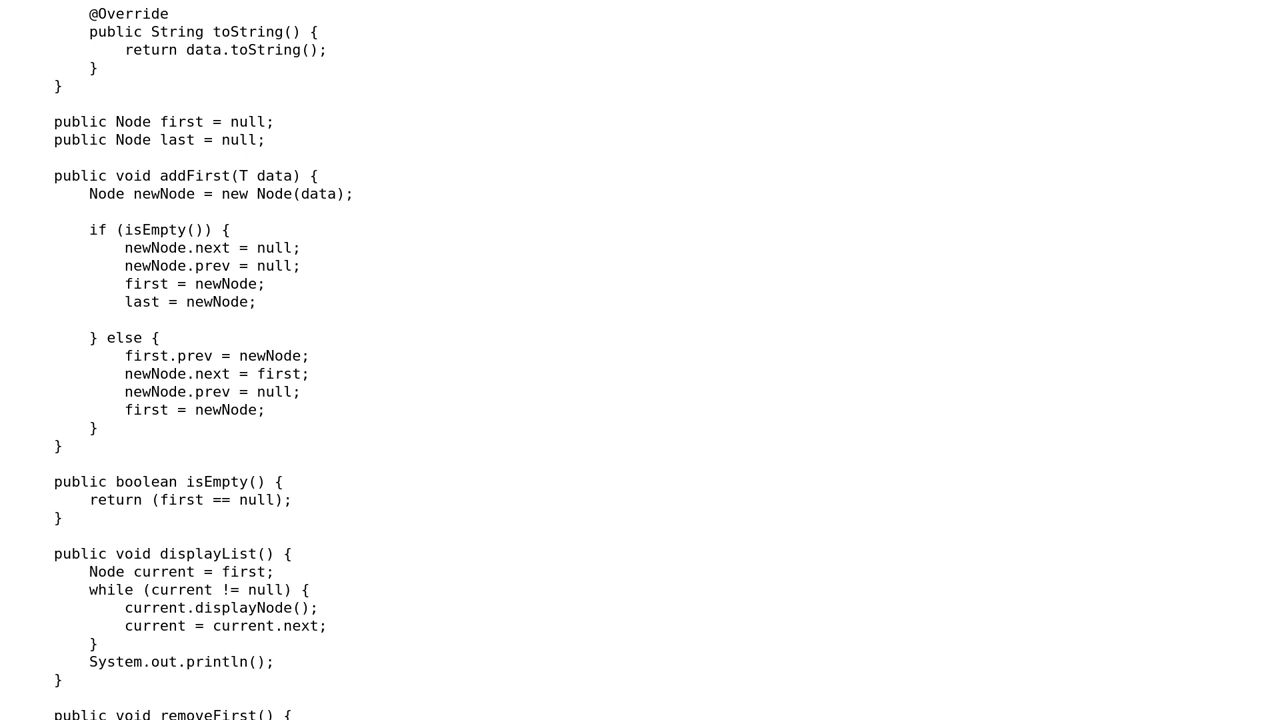 @Override
        public String toString() {
            return data.toString();
        }
    }

    public Node first = null;
    public Node last = null;

    public void addFirst(T data) {
        Node newNode = new Node(data);

        if (isEmpty()) {
            newNode.next = null;
            newNode.prev = null;
            first = newNode;
            last = newNode;

        } else {
            first.prev = newNode;
            newNode.next = first;
            newNode.prev = null;
            first = newNode;
        }
    }

    public boolean isEmpty() {
        return (first == null);
    }

    public void displayList() {
        Node current = first;
        while (current != null) {
            current.displayNode();
            current = current.next;
        }
        System.out.println();
    }

    public void removeFirst() {